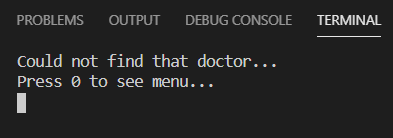 PROBLEMS OUTPUT DEBUG CONSOLE TERMINAL
Could not find that doctor...
Press 0 to see menu...